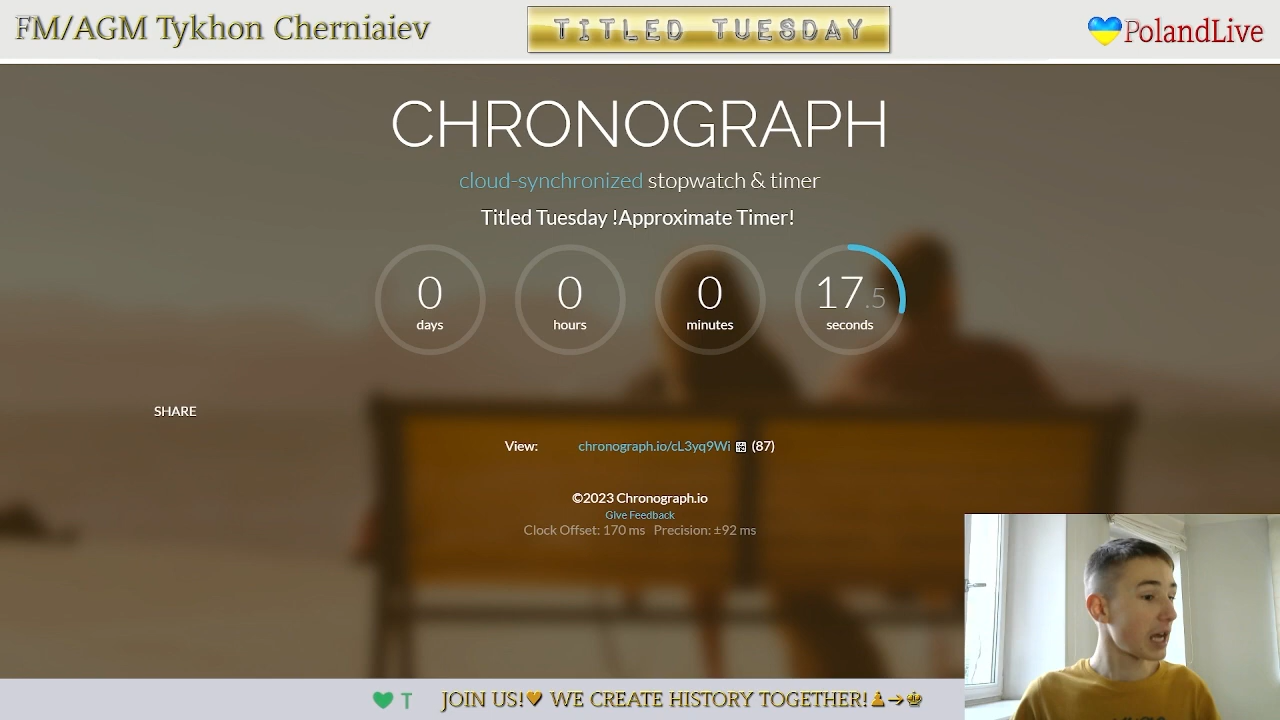 FM/AGM Tykhon Cherniaiev
TITLED TUESDAY
PolandLive
CHRONOGRAPH
cloud-synchronized stopwatch & timer
Titled Tuesday !Approximate Timer!
0 0 0 17.5
days hours minutes seconds
SHARE
View: chronograph.io/cL3yq9Wi (87)
©2023 Chronograph.io
Give Feedback
Clock Offset: 170 ms Precision: ±92 ms
T JOIN US! WE CREATE HISTORY TOGETHER!